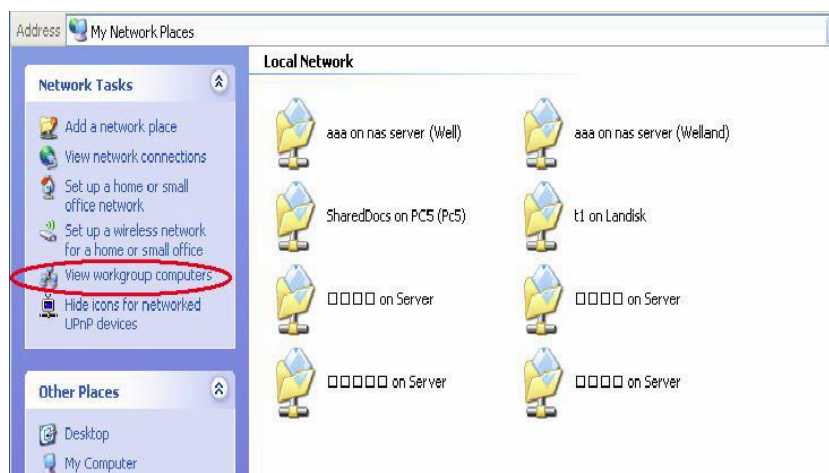 Address My Network Places
Network Tasks
Add a network place
View network connections
Set up a home or small
office network
Set up a wireless network
for a home or small office
View workgroup computers
Hide icons for networked
UPnP devices
Other Places
Desktop
My Computer
Local Network
aaa on nas server (Well)
aaa on nas server (Welland)
SharedDocs on PC5 (Pc5)
t1 on Landisk
□□□□ on Server
□□□□ on Server
□□□□□ on Server
□□□□ on Server